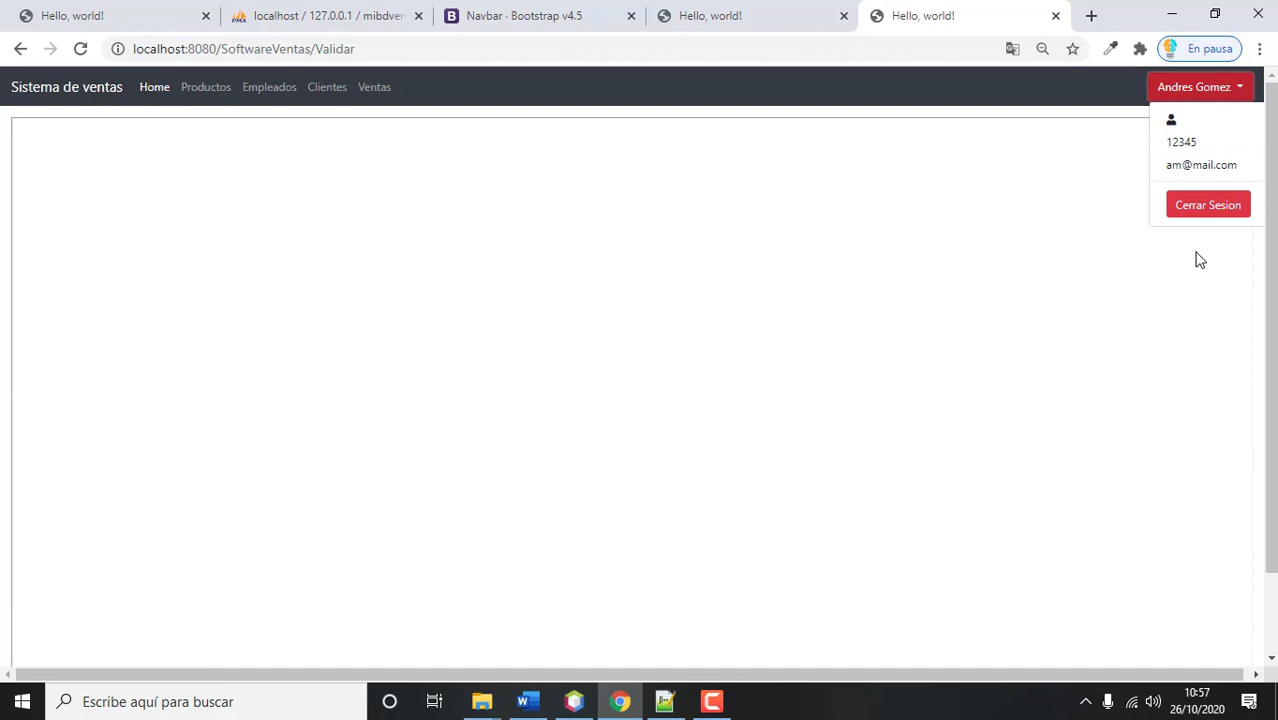 Hello, world!
localhost / 127.0.0.1 / mibdver
Navbar · Bootstrap v4.5
Hello, world!
Hello, world!
localhost:8080/SoftwareVentas/Validar
En pausa
Sistema de ventas
Home
Productos
Empleados
Clientes
Ventas
Andres Gomez
12345
am@mail.com
Cerrar Sesion
Escribe aquí para buscar
10:57
26/10/2020